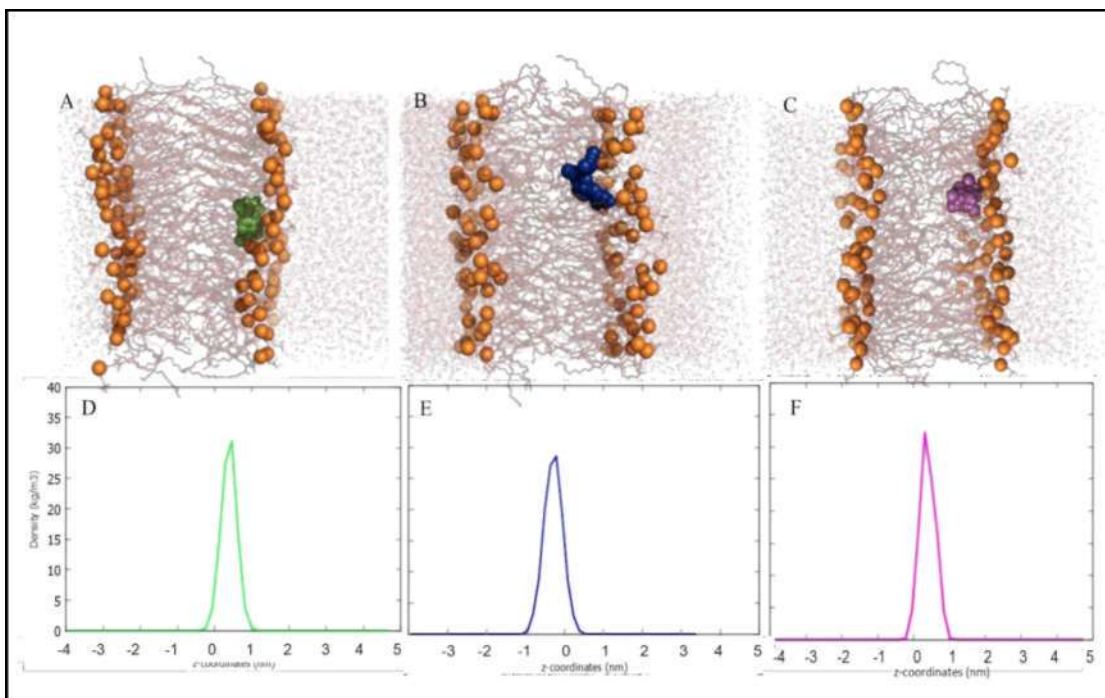 A B C
D E F
40
35
30
25
20
15
10
5
0
Density (kg/m3)
-4 -3 -2 -1 0 1 2 3 4 5
-3 -2 -1 0 1 2 3 4 5
-3 -2 -1 0 1 2 3 4 5
z-coordinates (nm)
z-coordinates (nm)
z-coordinates (nm)